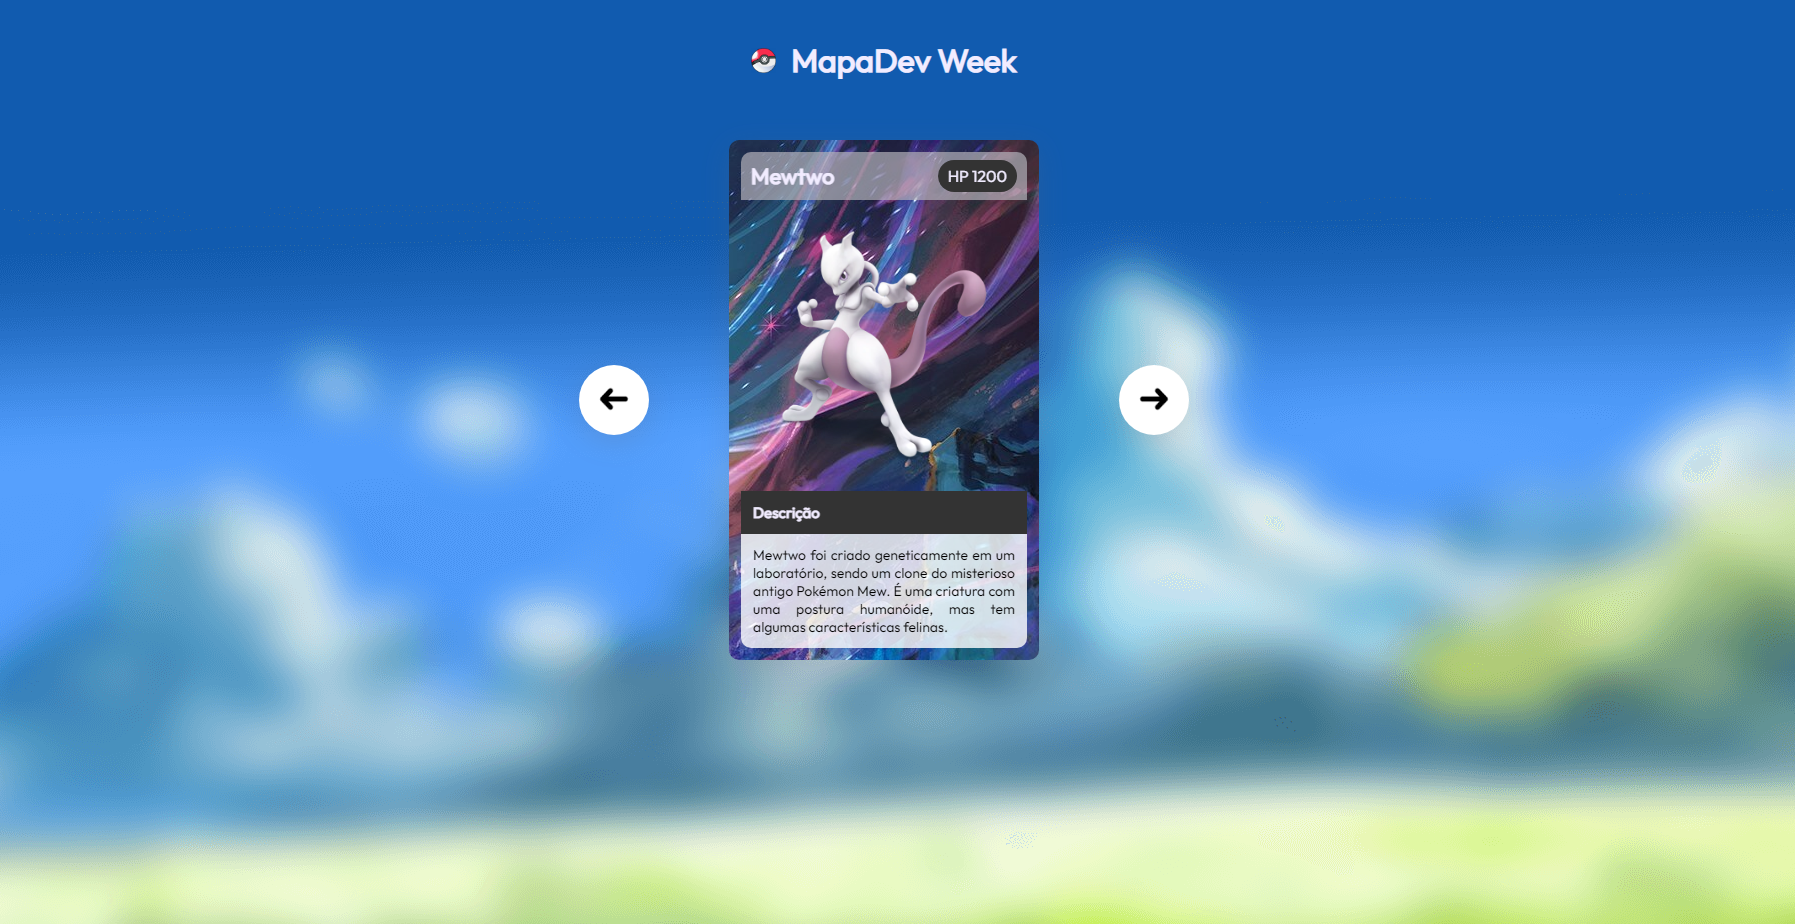 MapaDev Week
Mewtwo
HP 1200
Descrição
Mewtwo foi criado geneticamente em um
laboratório, sendo um clone do misterioso
antigo Pokémon Mew. É uma criatura com
uma postura humanóide, mas tem
algumas características felinas.